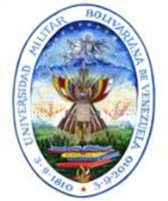 UNIVERSIDAD MILITAR BOLIVARIANA DE VENEZUELA
3-9-1810 3-9-2010